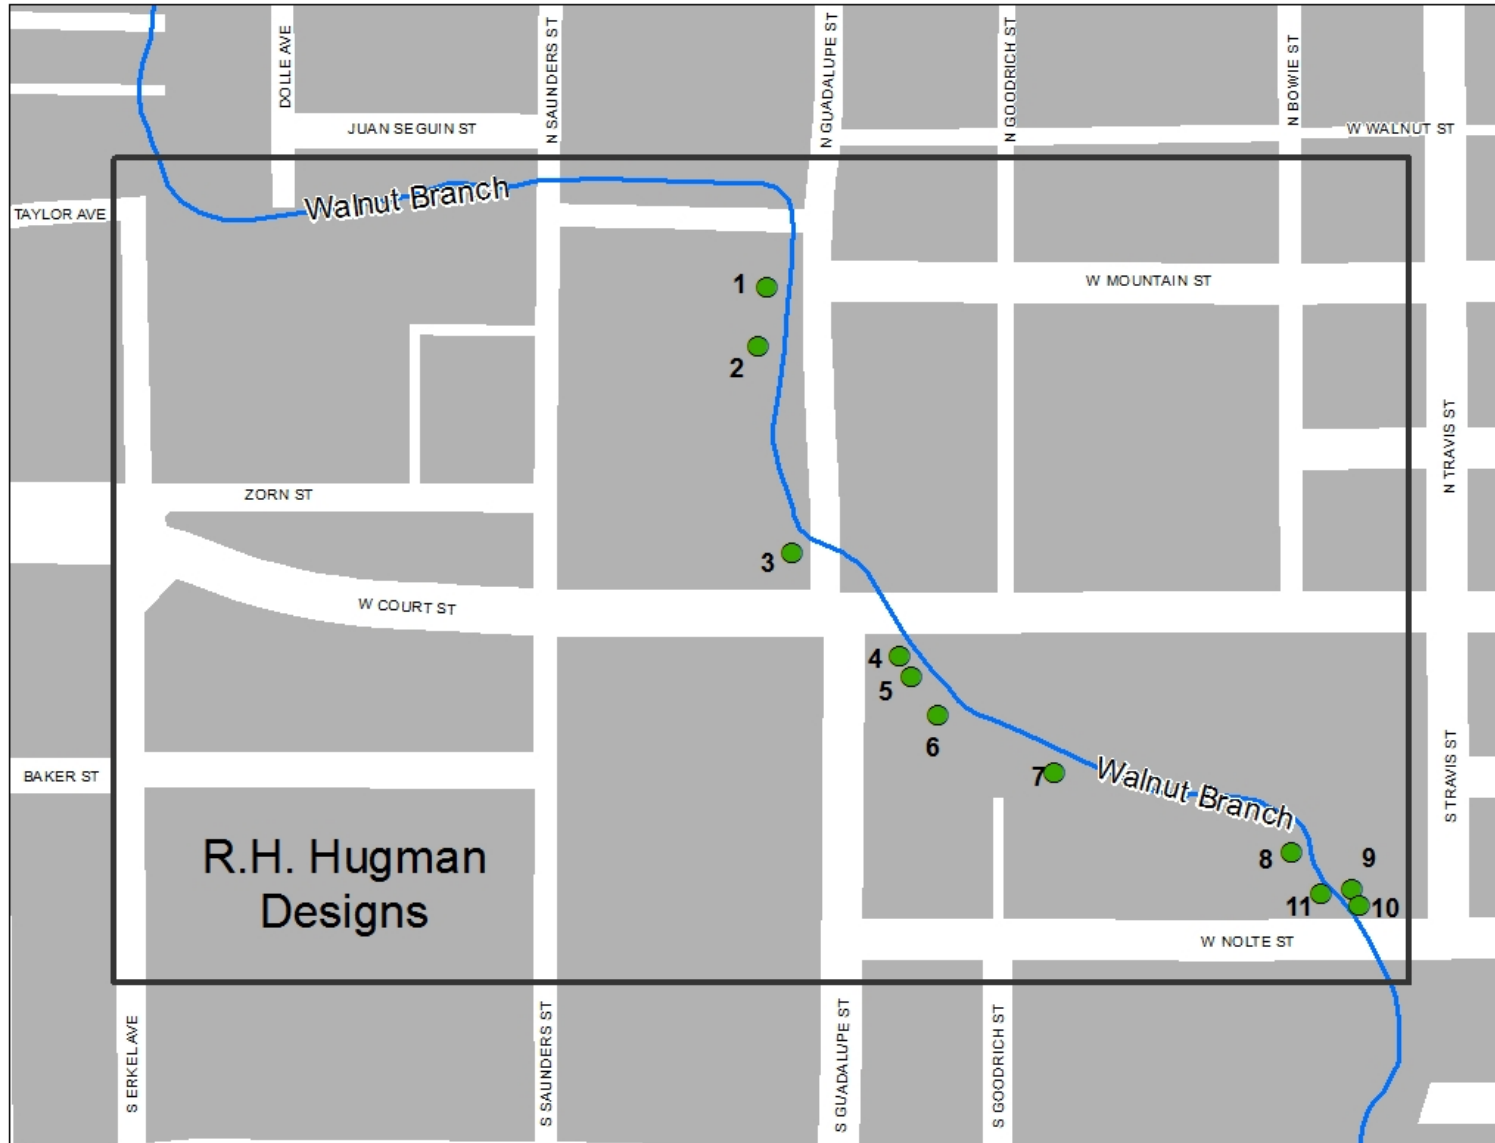 DOLLE AVE
N SAUNDERS ST
N GUADALUPE ST
N GOODRICH ST
N BOWIE ST
JUAN SEGUIN ST
W WALNUT ST
Walnut Branch
TAYLOR AVE
1
W MOUNTAIN ST
2
N TRAVIS ST
ZORN ST
3
W COURT ST
4
5
6
7
Walnut Branch
BAKER ST
S TRAVIS ST
R.H. Hugman
Designs
8
9
11
10
W NOLTE ST
S ERKEL AVE
S SAUNDERS ST
S GUADALUPE ST
S GOODRICH ST